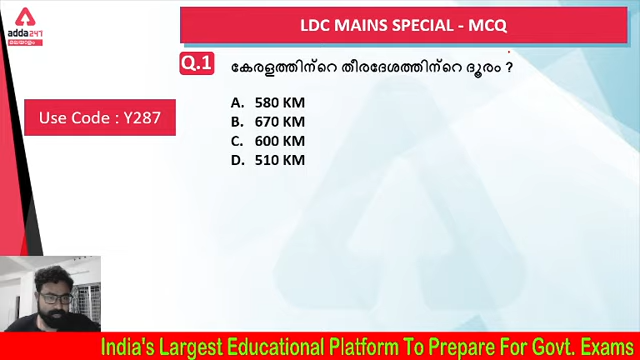 adda247
മലയാളം
LDC MAINS SPECIAL - MCQ
Q.1 കേരളത്തിന്റെ തീരദേശത്തിന്റെ ദൂരം ?
Use Code : Y287
A. 580 KM
B. 670 KM
C. 600 KM
D. 510 KM
India's Largest Educational Platform To Prepare For Govt. Exams